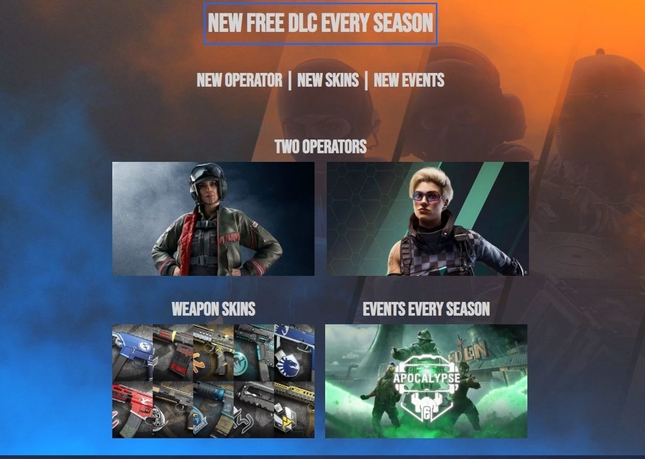 NEW FREE DLC EVERY SEASON
NEW OPERATOR | NEW SKINS | NEW EVENTS
TWO OPERATORS
WEAPON SKINS
EVENTS EVERY SEASON
APOCALYPSE
6